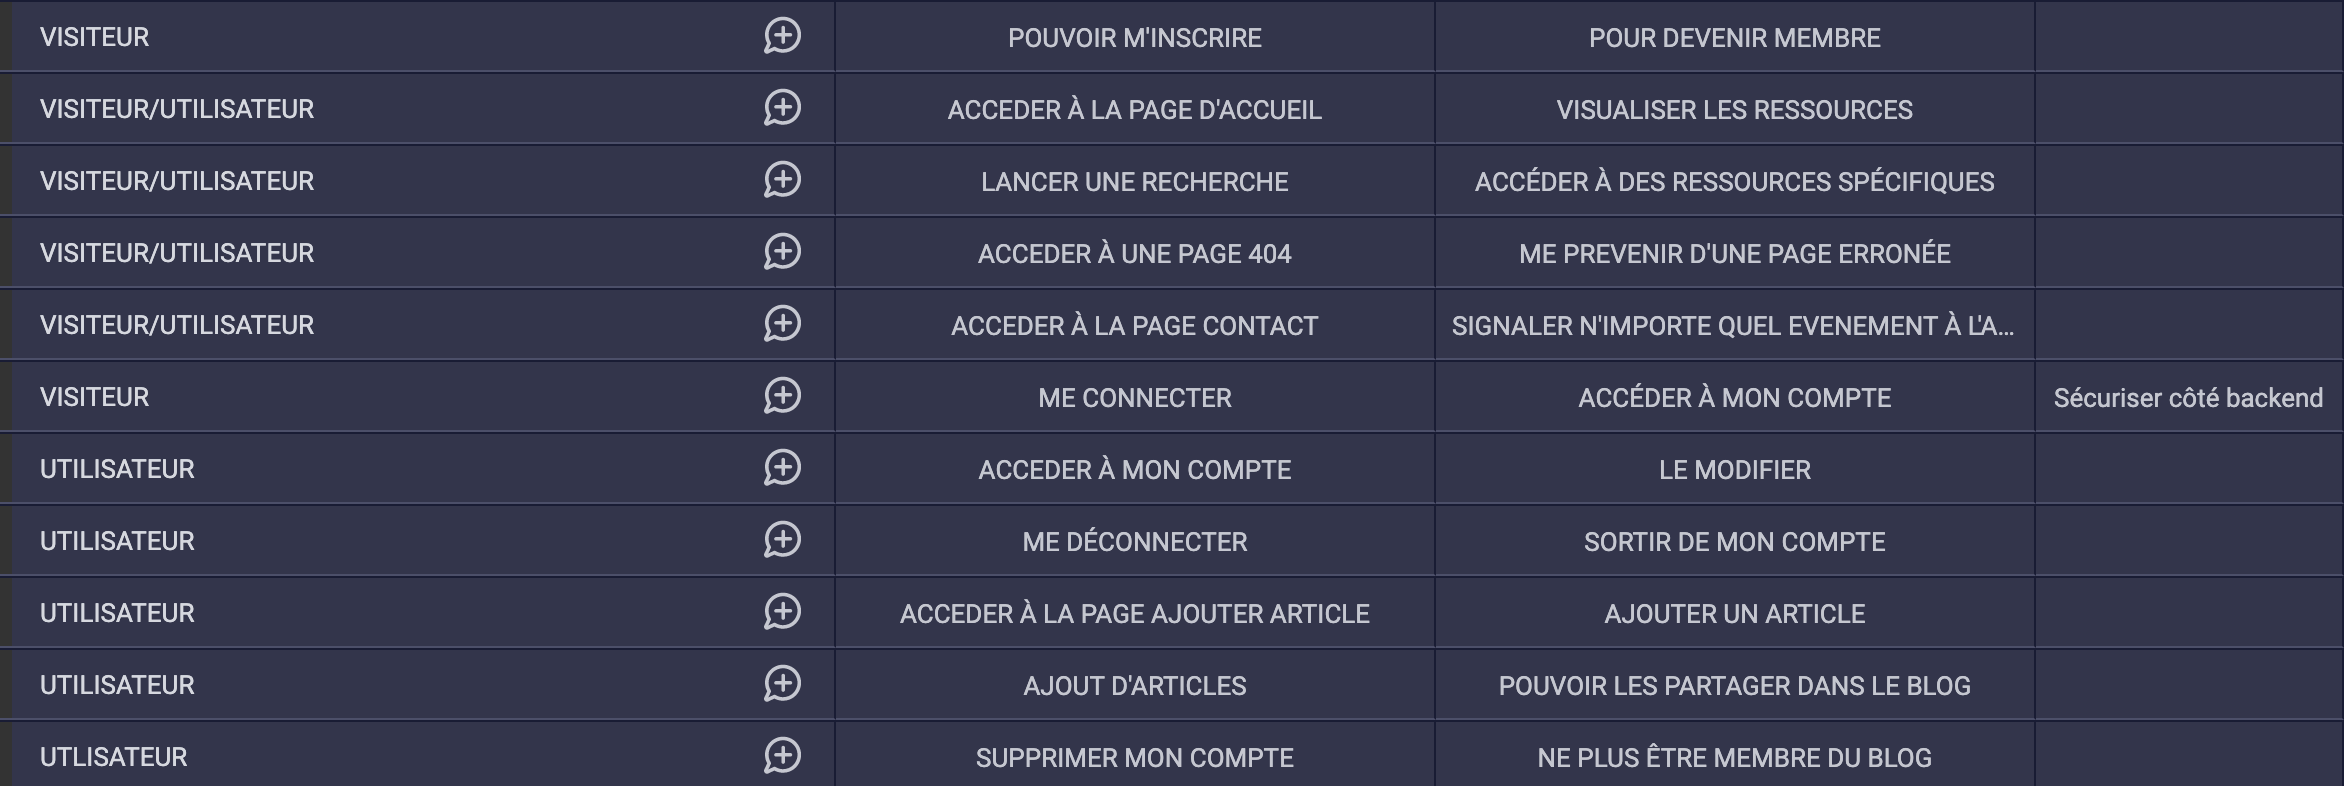 VISITEUR POUVOIR M'INSCRIRE POUR DEVENIR MEMBRE
VISITEUR/UTILISATEUR ACCEDER À LA PAGE D'ACCUEIL VISUALISER LES RESSOURCES
VISITEUR/UTILISATEUR LANCER UNE RECHERCHE ACCÉDER À DES RESSOURCES SPÉCIFIQUES
VISITEUR/UTILISATEUR ACCEDER À UNE PAGE 404 ME PREVENIR D'UNE PAGE ERRONÉE
VISITEUR/UTILISATEUR ACCEDER À LA PAGE CONTACT SIGNALER N'IMPORTE QUEL EVENEMENT À L'A...
VISITEUR ME CONNECTER ACCÉDER À MON COMPTE Sécuriser côté backend
UTILISATEUR ACCEDER À MON COMPTE LE MODIFIER
UTILISATEUR ME DÉCONNECTER SORTIR DE MON COMPTE
UTILISATEUR ACCEDER À LA PAGE AJOUTER ARTICLE AJOUTER UN ARTICLE
UTILISATEUR AJOUT D'ARTICLES POUVOIR LES PARTAGER DANS LE BLOG
UTLISATEUR SUPPRIMER MON COMPTE NE PLUS ÊTRE MEMBRE DU BLOG